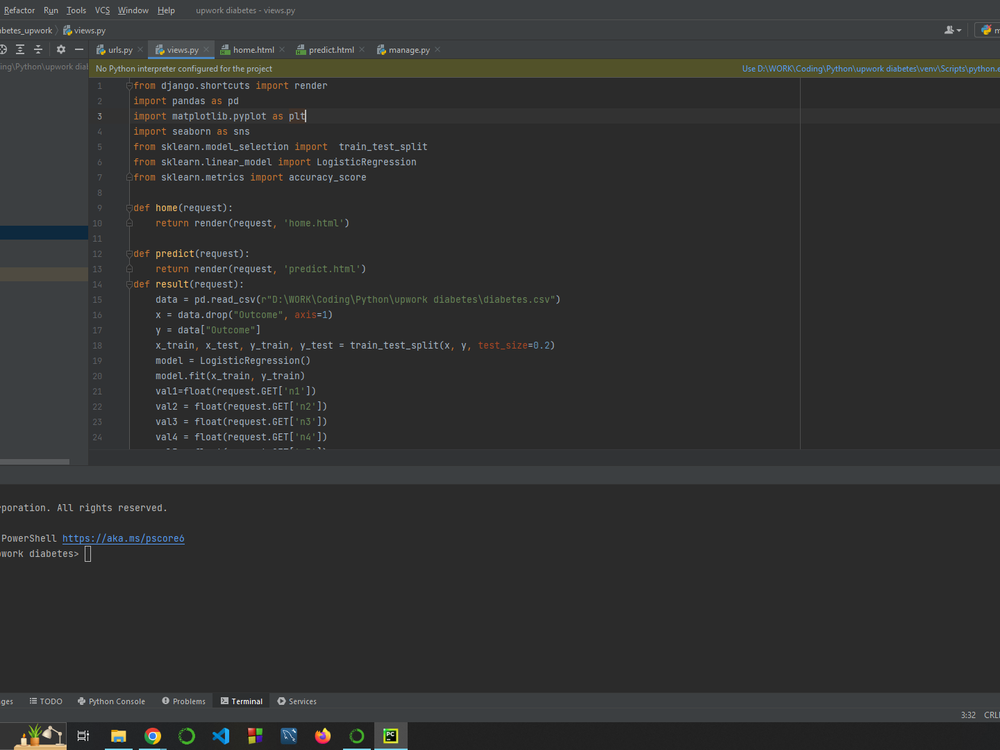 Refactor Run Tools VCS Window Help upwork diabetes - views.py
abetes_upwork views.py
urls.py views.py home.html predict.html manage.py
ing\Python\upwork dial No Python interpreter configured for the project Use D:\WORK\Coding\Python\upwork diabetes\venv\Scripts\python.e
1 from django.shortcuts import render
2 import pandas as pd
3 import matplotlib.pyplot as plt
4 import seaborn as sns
5 from sklearn.model_selection import train_test_split
6 from sklearn.linear_model import LogisticRegression
7 from sklearn.metrics import accuracy_score
8
9 def home(request):
10 return render(request, 'home.html')
11
12 def predict(request):
13 return render(request, 'predict.html')
14 def result(request):
15 data = pd.read_csv(r"D:\WORK\Coding\Python\upwork diabetes\diabetes.csv")
16 x = data.drop("Outcome", axis=1)
17 y = data["Outcome"]
18 x_train, x_test, y_train, y_test = train_test_split(x, y, test_size=0.2)
19 model = LogisticRegression()
20 model.fit(x_train, y_train)
21 val1=float(request.GET['n1'])
22 val2 = float(request.GET['n2'])
23 val3 = float(request.GET['n3'])
24 val4 = float(request.GET['n4'])
rporation. All rights reserved.
PowerShell https://aka.ms/pscore6
work diabetes>
ges TODO Python Console Problems Terminal Services
3:32 CRL
PC